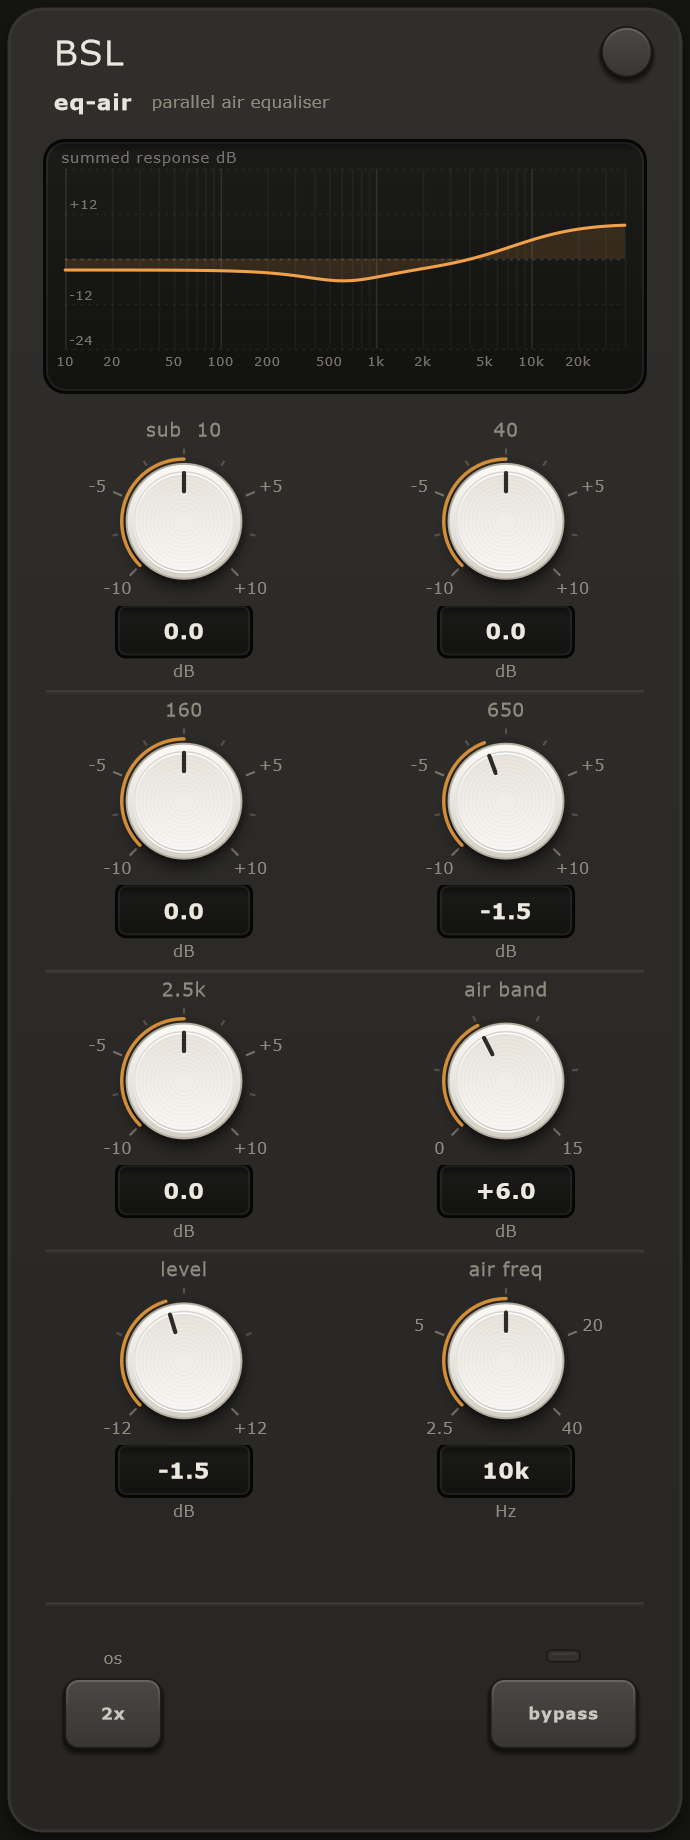 BSL
eq-air parallel air equaliser
summed response dB
+12
-12
-24
10 20 50 100 200 500 1k 2k 5k 10k 20k
sub 10 40
-5 +5 -5 +5
-10 +10 -10 +10
0.0 0.0
dB dB
160 650
-5 +5 -5 +5
-10 +10 -10 +10
0.0 -1.5
dB dB
2.5k air band
-5 +5
-10 +10 0 15
0.0 +6.0
dB dB
level air freq
5 20
-12 +12 2.5 40
-1.5 10k
dB Hz
os
2x bypass